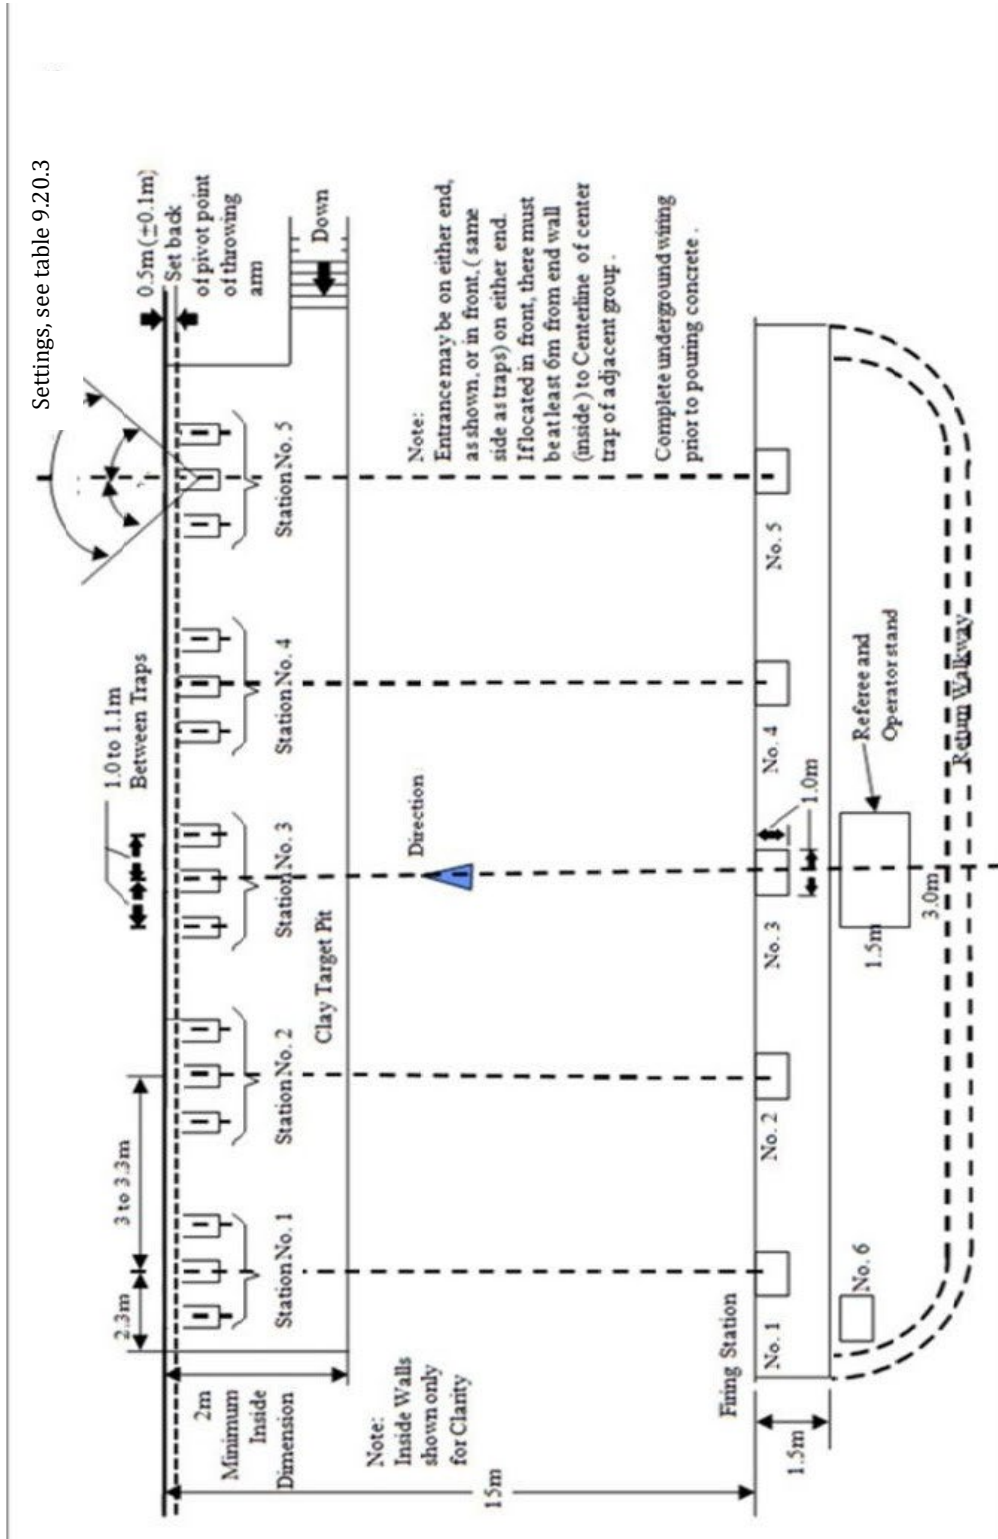 Settings, see table 9.20.3
2.3m
3 to 3.3m
1.0 to 1.1m
Between Traps
0.5m (±0.1m)
Set back
of pivot point
of throwing
arm
Down
2m
Minimum
Inside
Dimension
Station No. 1
Station No. 2
Station No. 3
Station No. 4
Station No. 5
Clay Target Pit
Note:
Inside Walls
shown only
for Clarity
Direction
Note:
Entrance may be on either end,
as shown, or in front, ( same
side as traps) on either end.
If located in front, there must
be at least 6m from end wall
(inside ) to Centerline of center
trap of adjacent group .
Complete underground wiring
prior to pouring concrete .
15m
Firing Station
No. 1
No. 2
No. 3
No. 4
No. 5
1.5m
1.0m
No. 6
1.5m
3.0m
Referee and
Operator stand
Return Walkway